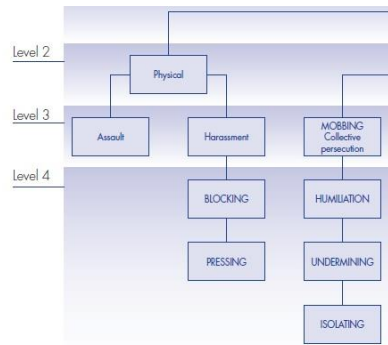 Level 2
Physical
Level 3
Assault
Harassment
MOBBING
Collective
persecution
Level 4
BLOCKING
HUMILIATION
PRESSING
UNDERMINING
ISOLATING